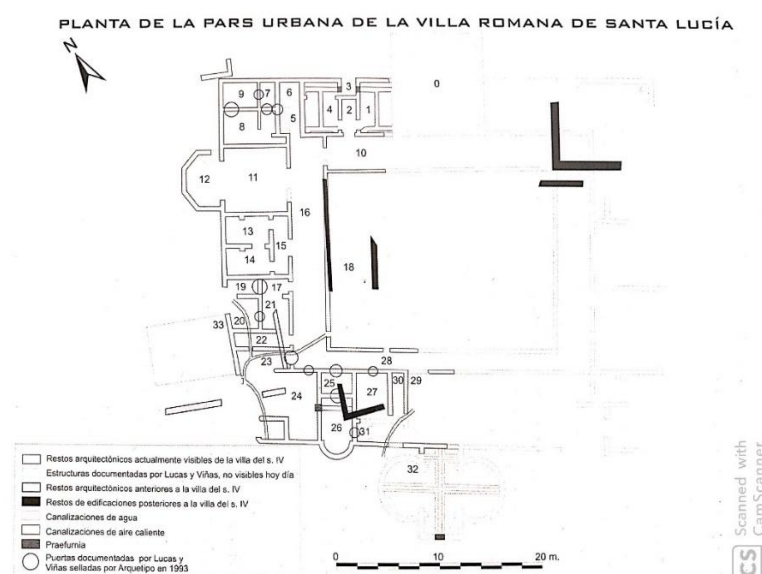 PLANTA DE LA PARS URBANA DE LA VILLA ROMANA DE SANTA LUCÍA
N
0
3
9
7
6
4
2
1
5
8
10
12
11
16
13
15
14
18
19
17
21
33
20
22
23
28
24
25
27
30
29
26
31
32
Restos arquitectónicos actualmente visibles de la villa del s. IV
Estructuras documentadas por Lucas y Viñas, no visibles hoy día
Restos arquitectónicos anteriores a la villa del s. IV
Restos de edificaciones posteriores a la villa del s. IV
Canalizaciones de agua
Canalizaciones de aire caliente
Praefurnia
Puertas documentadas por Lucas y
Viñas selladas por Arquetipo en 1993
0 10 20 m.
CS
Scanned with
CamScanner